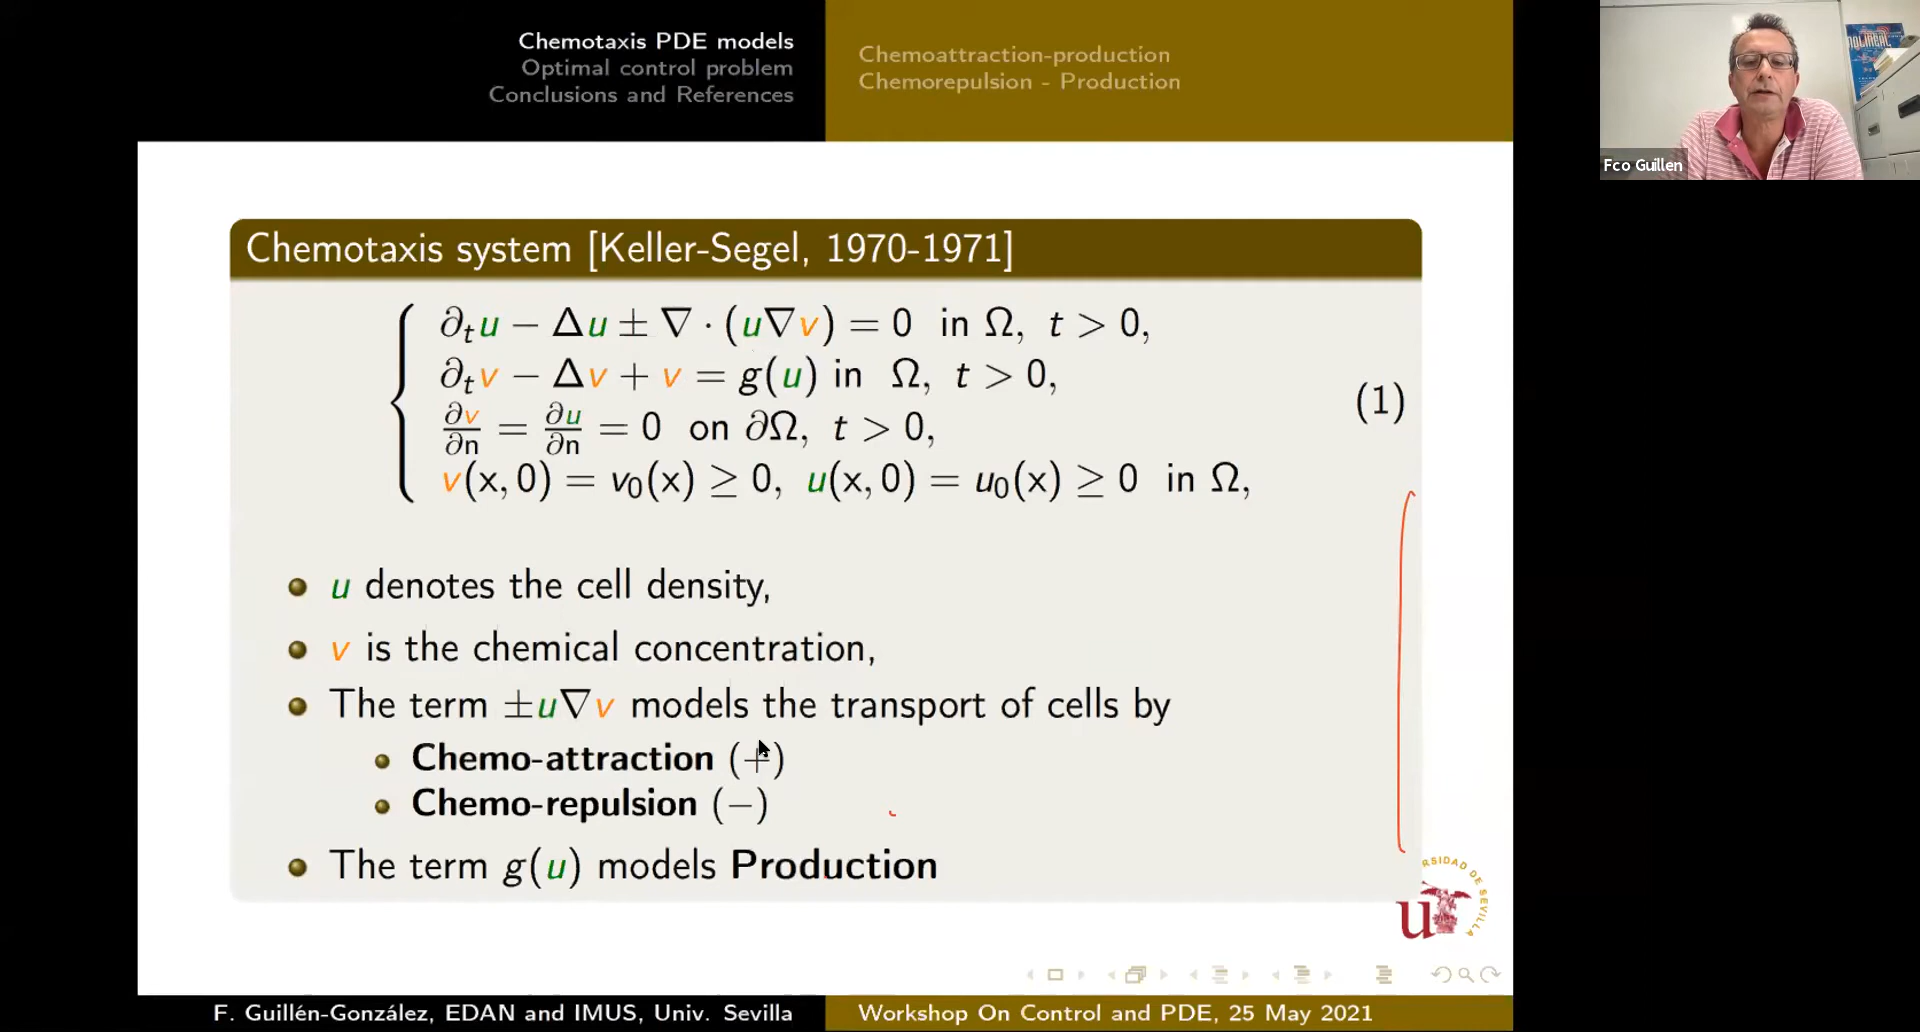 Chemotaxis PDE models
Optimal control problem
Conclusions and References
Chemoattraction-production
Chemorepulsion - Production
Fco Guillen
Chemotaxis system [Keller-Segel, 1970-1971]
∂ₜu − Δu ± ∇ · (u∇v) = 0 in Ω, t > 0,
∂ₜv − Δv + v = g(u) in Ω, t > 0,
∂v/∂n = ∂u/∂n = 0 on ∂Ω, t > 0,
v(x, 0) = v₀(x) ≥ 0, u(x, 0) = u₀(x) ≥ 0 in Ω,
(1)
u denotes the cell density,
v is the chemical concentration,
The term ±u∇v models the transport of cells by
Chemo-attraction (+)
Chemo-repulsion (−)
The term g(u) models Production
F. Guillén-González, EDAN and IMUS, Univ. Sevilla
Workshop On Control and PDE, 25 May 2021